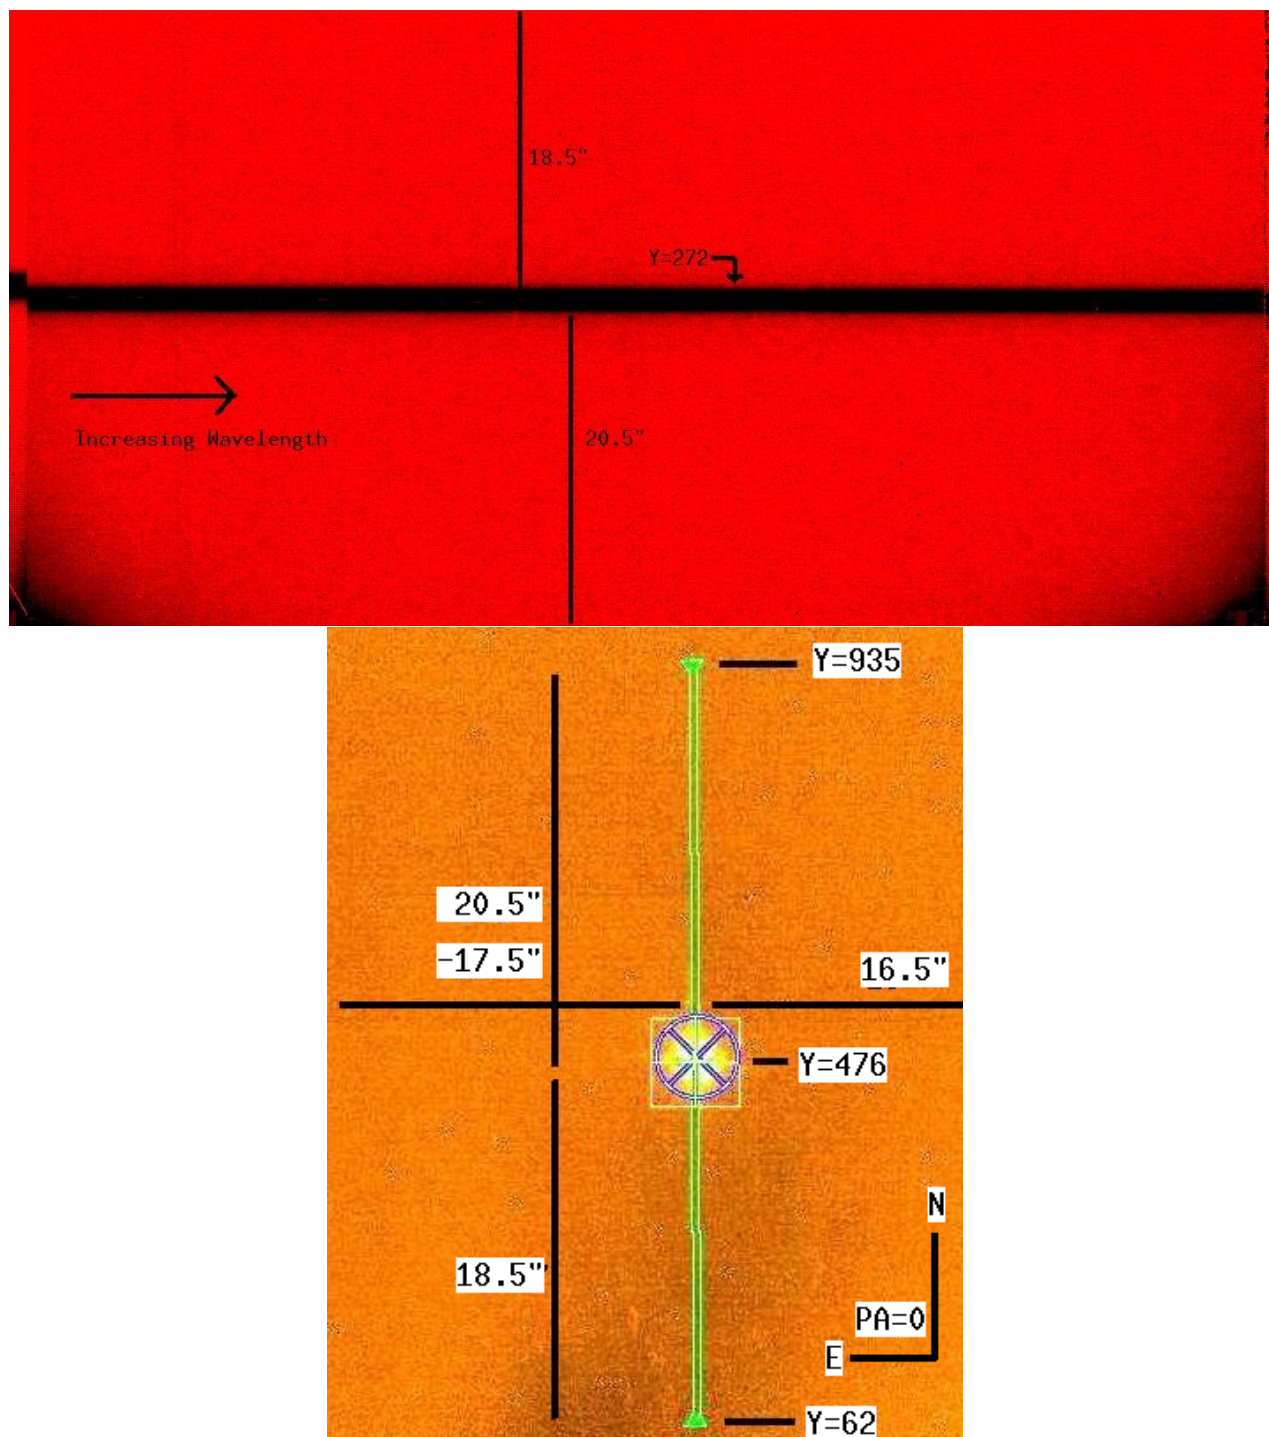 18.5"
Y=272
Increasing Wavelength
20.5"
Y=935
20.5"
-17.5"
16.5"
Y=476
N
18.5"
PA=0
E
Y=62